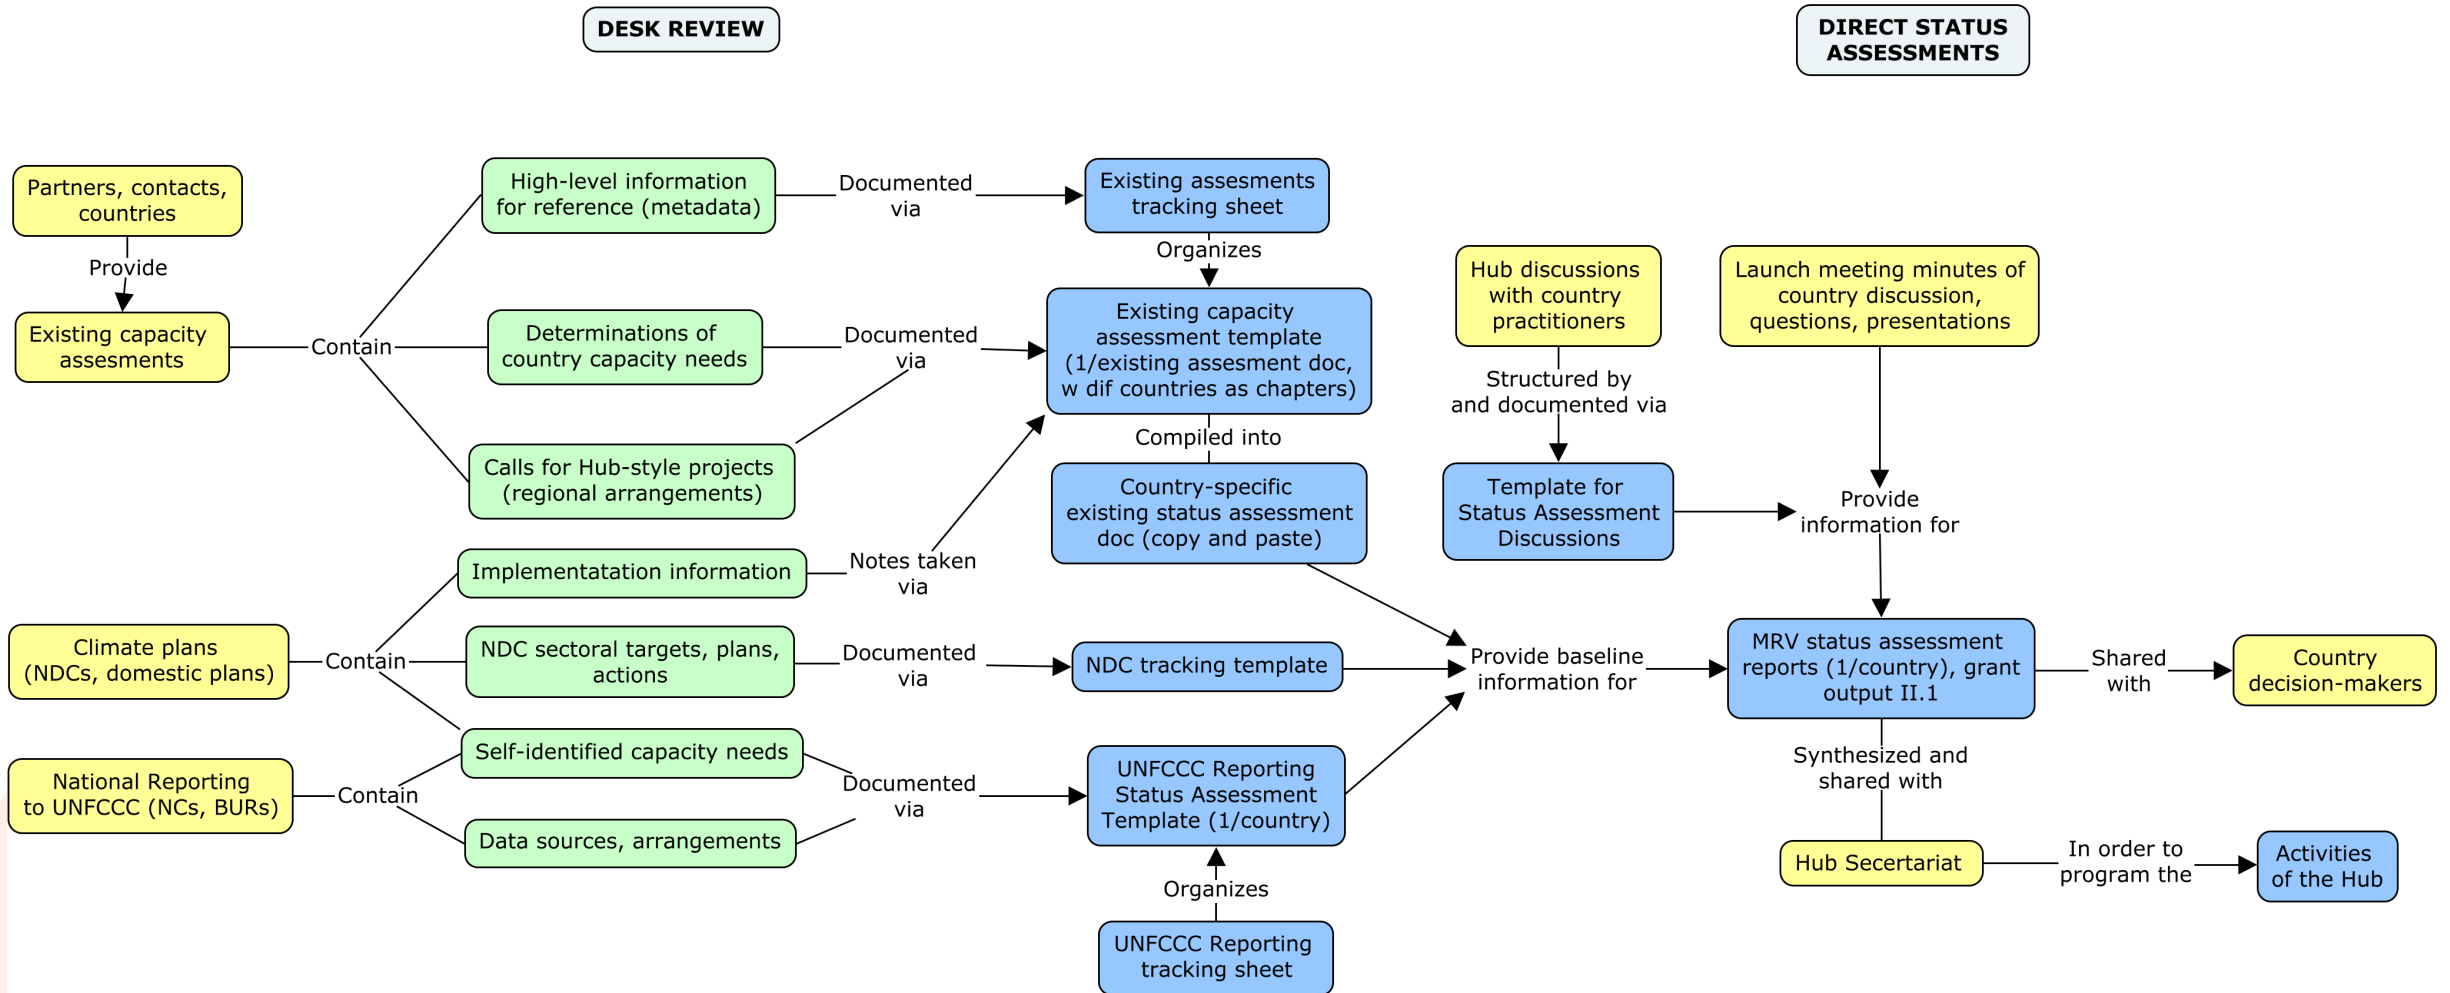 DESK REVIEW
DIRECT STATUS
ASSESSMENTS
Partners, contacts,
countries
Provide
Existing capacity
assesments
Contain
High-level information
for reference (metadata)
Documented
via
Existing assesments
tracking sheet
Organizes
Determinations of
country capacity needs
Documented
via
Existing capacity
assessment template
(1/existing assesment doc,
w dif countries as chapters)
Calls for Hub-style projects
(regional arrangements)
Compiled into
Country-specific
existing status assessment
doc (copy and paste)
Climate plans
(NDCs, domestic plans)
Contain
Implementatation information
Notes taken
via
NDC sectoral targets, plans,
actions
Documented
via
NDC tracking template
Self-identified capacity needs
National Reporting
to UNFCCC (NCs, BURs)
Contain
Data sources, arrangements
Documented
via
UNFCCC Reporting
Status Assessment
Template (1/country)
Organizes
UNFCCC Reporting
tracking sheet
Provide baseline
information for
Hub discussions
with country
practitioners
Structured by
and documented via
Template for
Status Assessment
Discussions
Launch meeting minutes of
country discussion,
questions, presentations
Provide
information for
MRV status assessment
reports (1/country), grant
output II.1
Shared
with
Country
decision-makers
Synthesized and
shared with
Hub Secertariat
In order to
program the
Activities
of the Hub